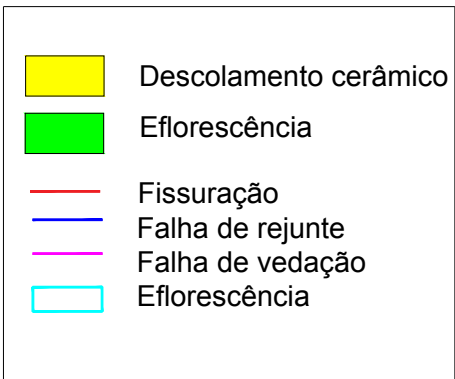 Descolamento cerâmico
Eflorescência
Fissuração
Falha de rejunte
Falha de vedação
Eflorescência